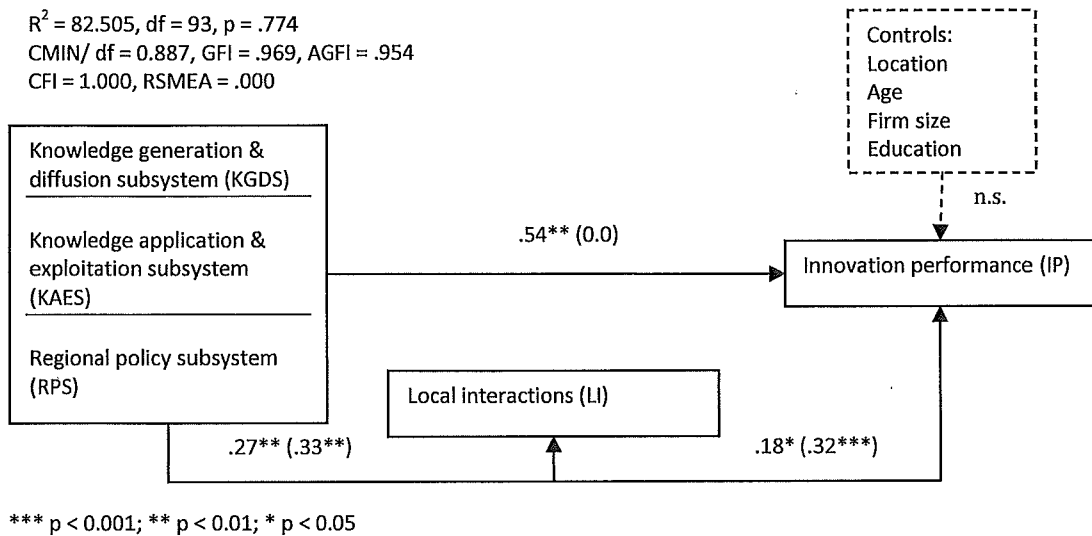 R² = 82.505, df = 93, p = .774
CMIN/ df = 0.887, GFI = .969, AGFI = .954
CFI = 1.000, RSMEA = .000
Controls:
Location
Age
Firm size
Education
n.s.
Knowledge generation &
diffusion subsystem (KGDS)
Knowledge application &
exploitation subsystem
(KAES)
Regional policy subsystem
(RPS)
.54** (0.0)
Innovation performance (IP)
Local interactions (LI)
.27** (.33**)
.18* (.32***)
*** p < 0.001; ** p < 0.01; * p < 0.05